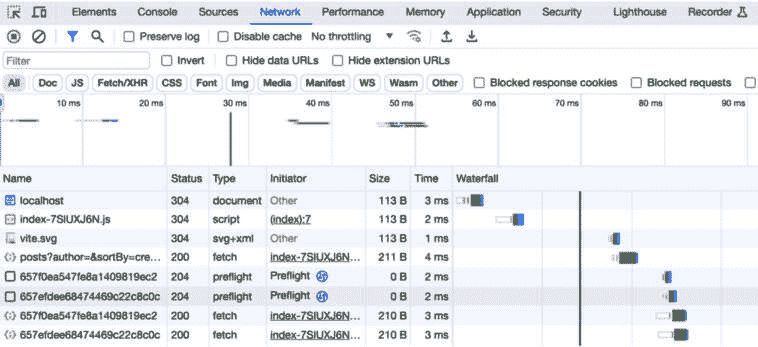 Elements Console Sources Network Performance Memory Application Security Lighthouse Recorder
Preserve log Disable cache No throttling
Filter Invert Hide data URLs Hide extension URLs
All Doc JS Fetch/XHR CSS Font Img Media Manifest WS Wasm Other Blocked response cookies Blocked requests
10 ms 20 ms 30 ms 40 ms 50 ms 60 ms 70 ms 80 ms 90 ms
Name Status Type Initiator Size Time Waterfall
localhost 304 document Other 113 B 3 ms
index-7SIUXJ6N.js 304 script (index):7 113 B 2 ms
vite.svg 304 svg+xml Other 113 B 1 ms
posts?author=&sortBy=cre... 200 fetch index-7SIUXJ6N... 211 B 4 ms
657f0ea547fe8a1409819ec2 204 preflight Preflight 0 B 2 ms
657efdee68474469c22c8c0c 204 preflight Preflight 0 B 2 ms
657f0ea547fe8a1409819ec2 200 fetch index-7SIUXJ6N... 210 B 3 ms
657efdee68474469c22c8c0c 200 fetch index-7SIUXJ6N... 210 B 3 ms